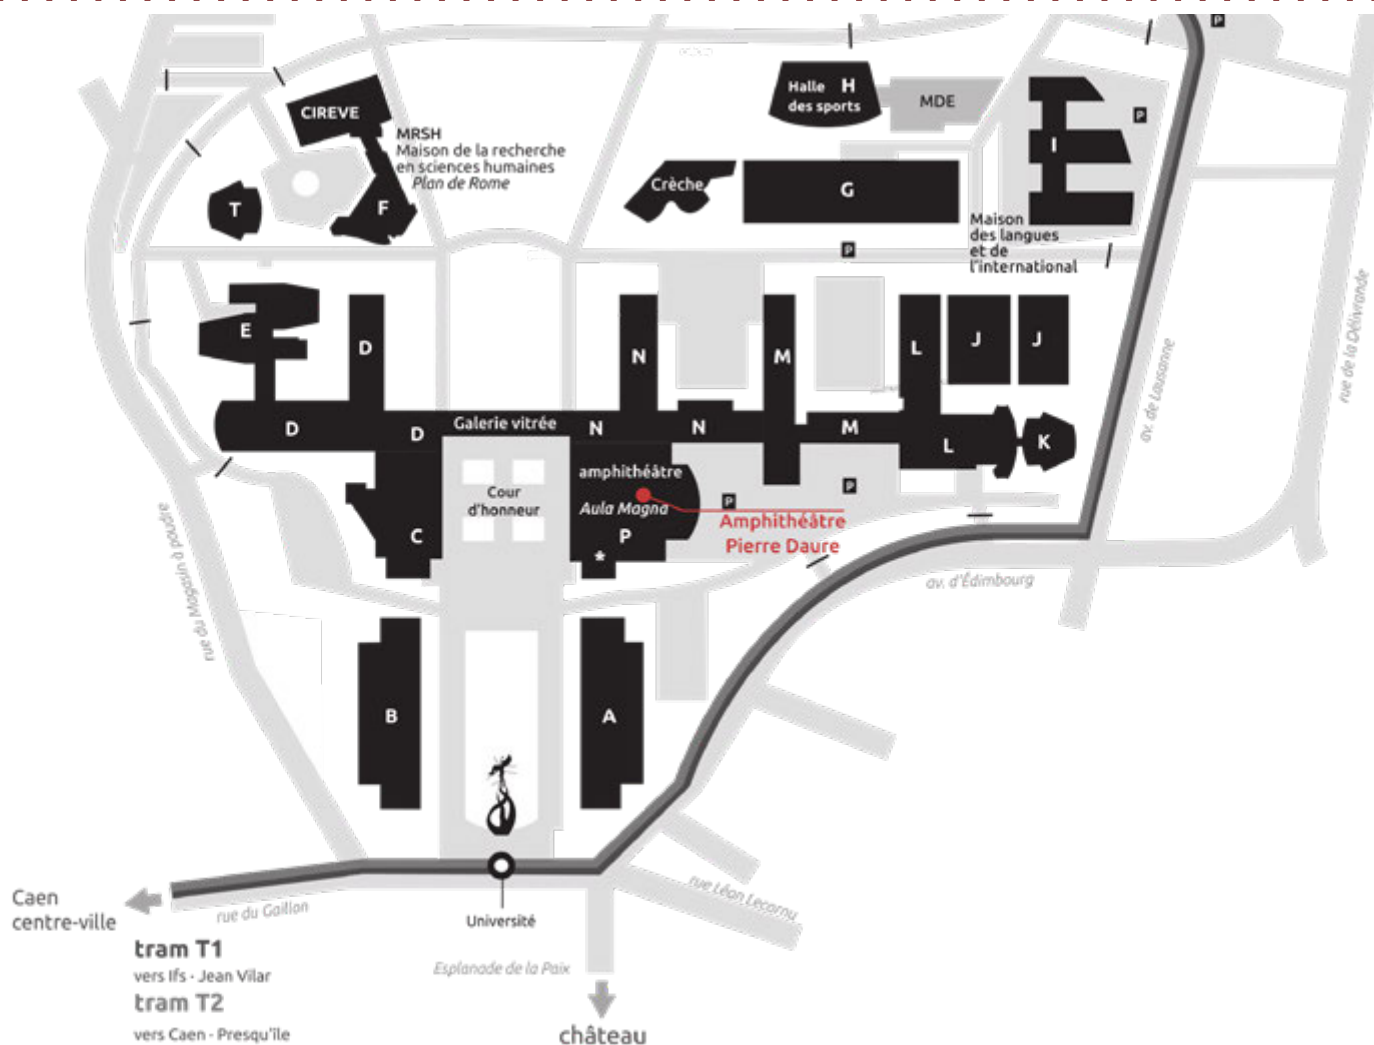 P
Halle H
des sports
MDE
P
I
CIREVE
MRSH
Maison de la recherche
en sciences humaines
Plan de Rome
T
F
Crèche
G
Maison
des langues
et de
l'international
P
E
D
N
M
L
J
J
D
D
Galerie vitrée
N
N
M
L
K
amphithéâtre
Aula Magna
P
*
Cour
d'honneur
C
P
P
Amphithéâtre
Pierre Daure
av. de Lausanne
rue de la Délivrande
av. d'Édimbourg
rue du Magasin à poudre
B
A
Caen
centre-ville
rue du Gaillon
Université
rue Léon Lecornu
tram T1
vers Ifs - Jean Vilar
tram T2
vers Caen - Presqu'île
Esplanade de la Paix
château